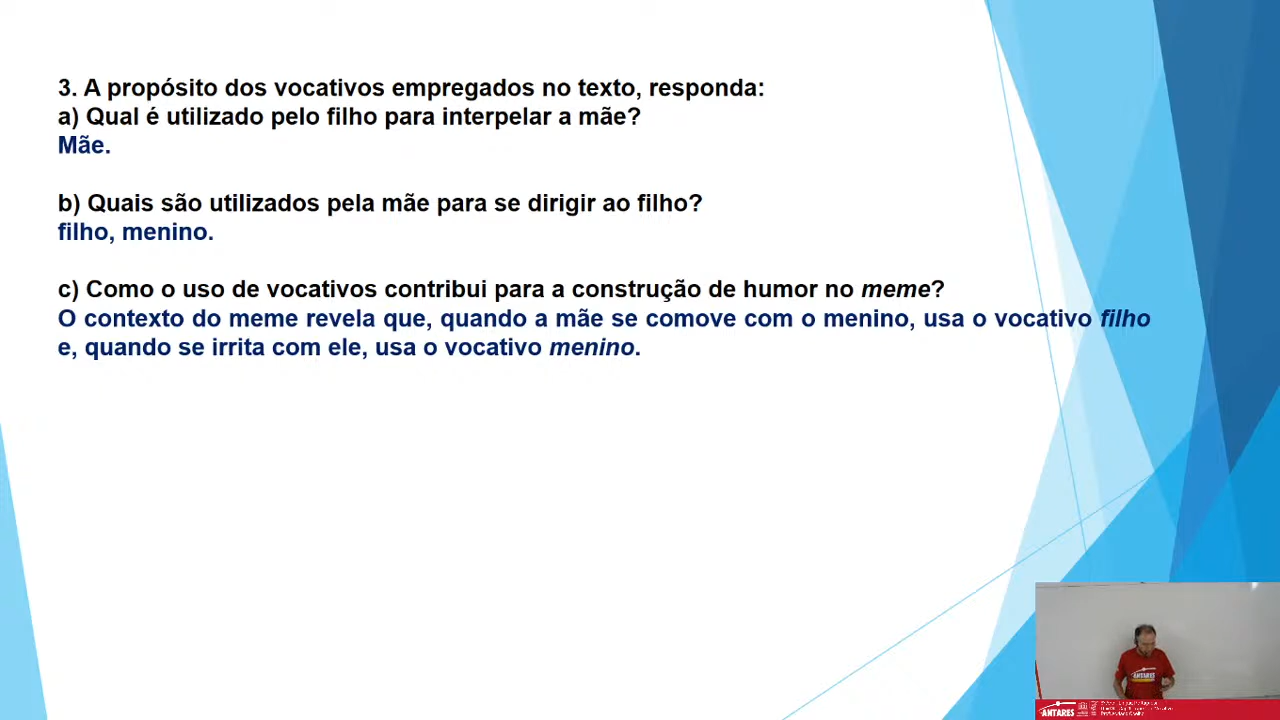 3. A propósito dos vocativos empregados no texto, responda:
a) Qual é utilizado pelo filho para interpelar a mãe?
Mãe.
b) Quais são utilizados pela mãe para se dirigir ao filho?
filho, menino.
c) Como o uso de vocativos contribui para a construção de humor no meme?
O contexto do meme revela que, quando a mãe se comove com o menino, usa o vocativo filho
e, quando se irrita com ele, usa o vocativo menino.
ANTARES
ANTARES